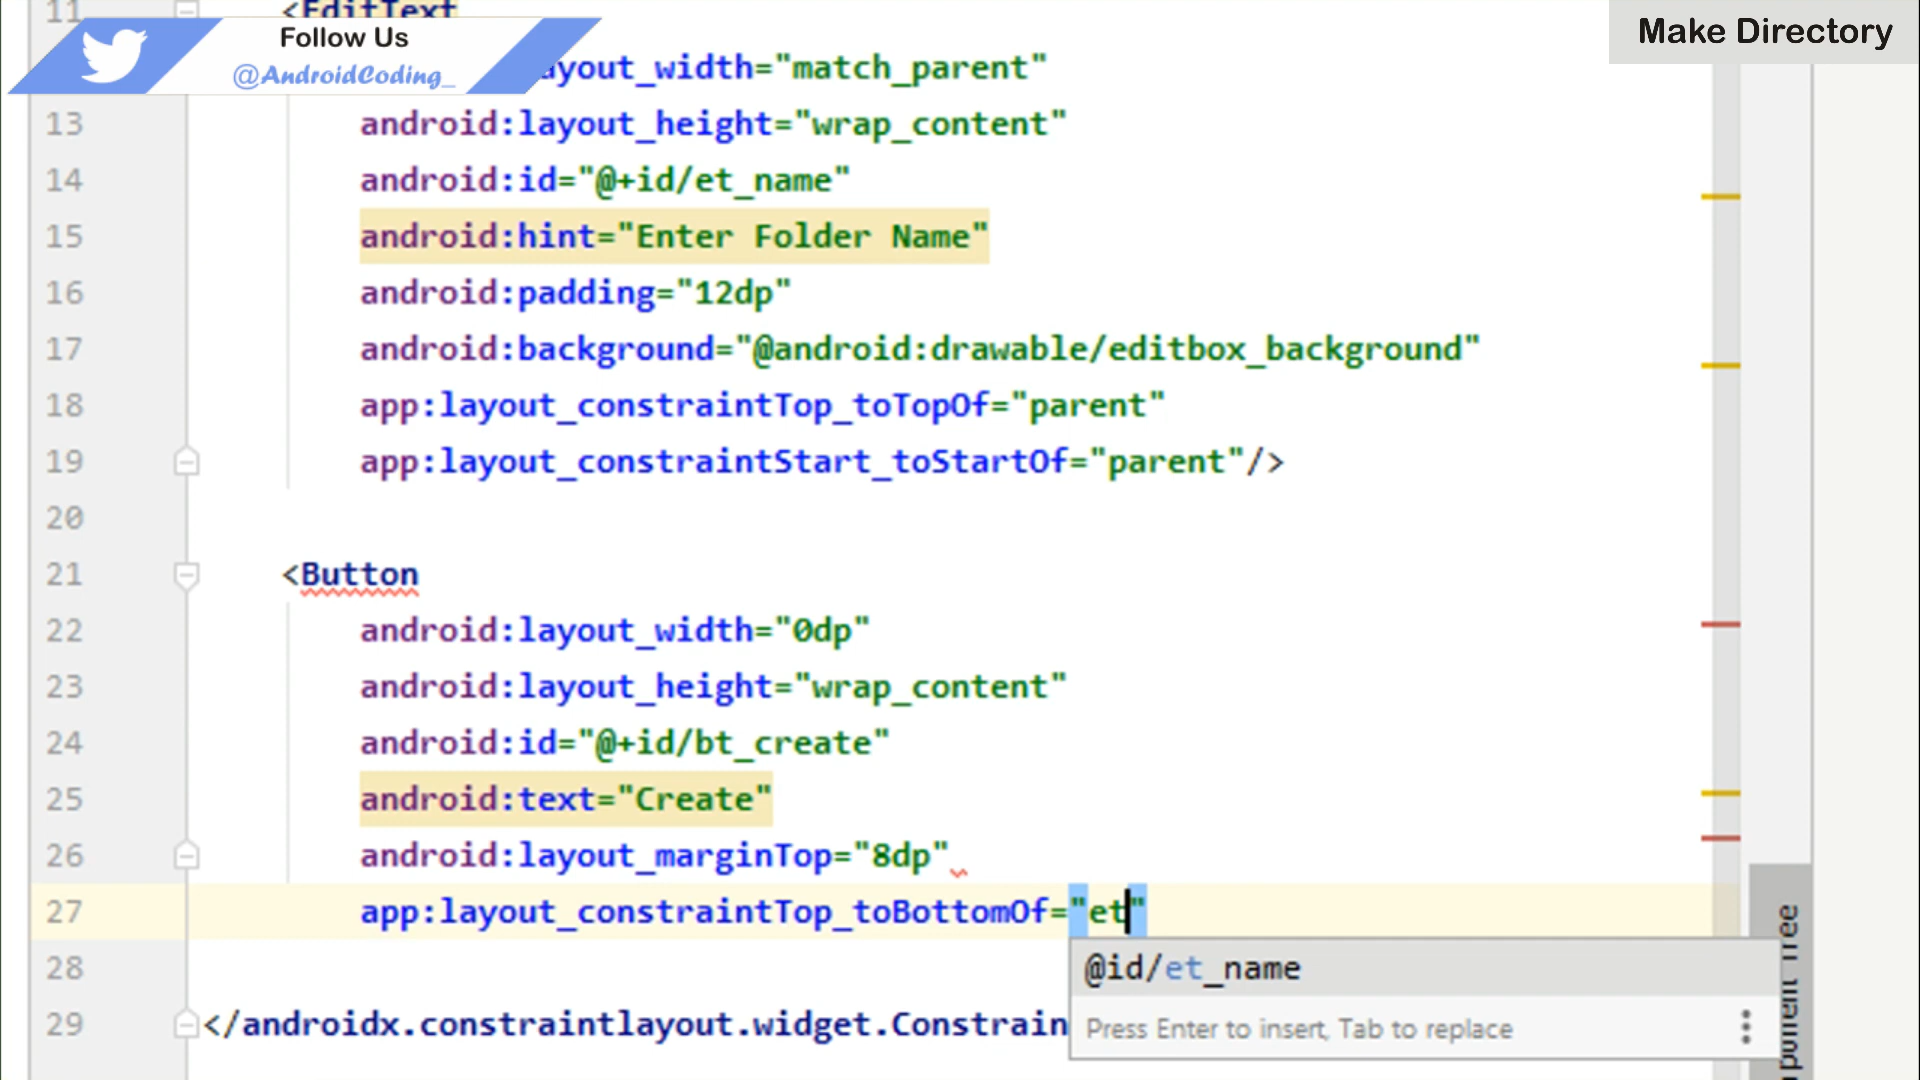 11 <EditText
Follow Us
@AndroidCoding_
Make Directory
ayout_width="match_parent"
13 android:layout_height="wrap_content"
14 android:id="@+id/et_name"
15 android:hint="Enter Folder Name"
16 android:padding="12dp"
17 android:background="@android:drawable/editbox_background"
18 app:layout_constraintTop_toTopOf="parent"
19 app:layout_constraintStart_toStartOf="parent"/>
20
21 <Button
22 android:layout_width="0dp"
23 android:layout_height="wrap_content"
24 android:id="@+id/bt_create"
25 android:text="Create"
26 android:layout_marginTop="8dp"
27 app:layout_constraintTop_toBottomOf="et"
@id/et_name
28
Press Enter to insert, Tab to replace
29 </androidx.constraintlayout.widget.Constrain
ponent Tree